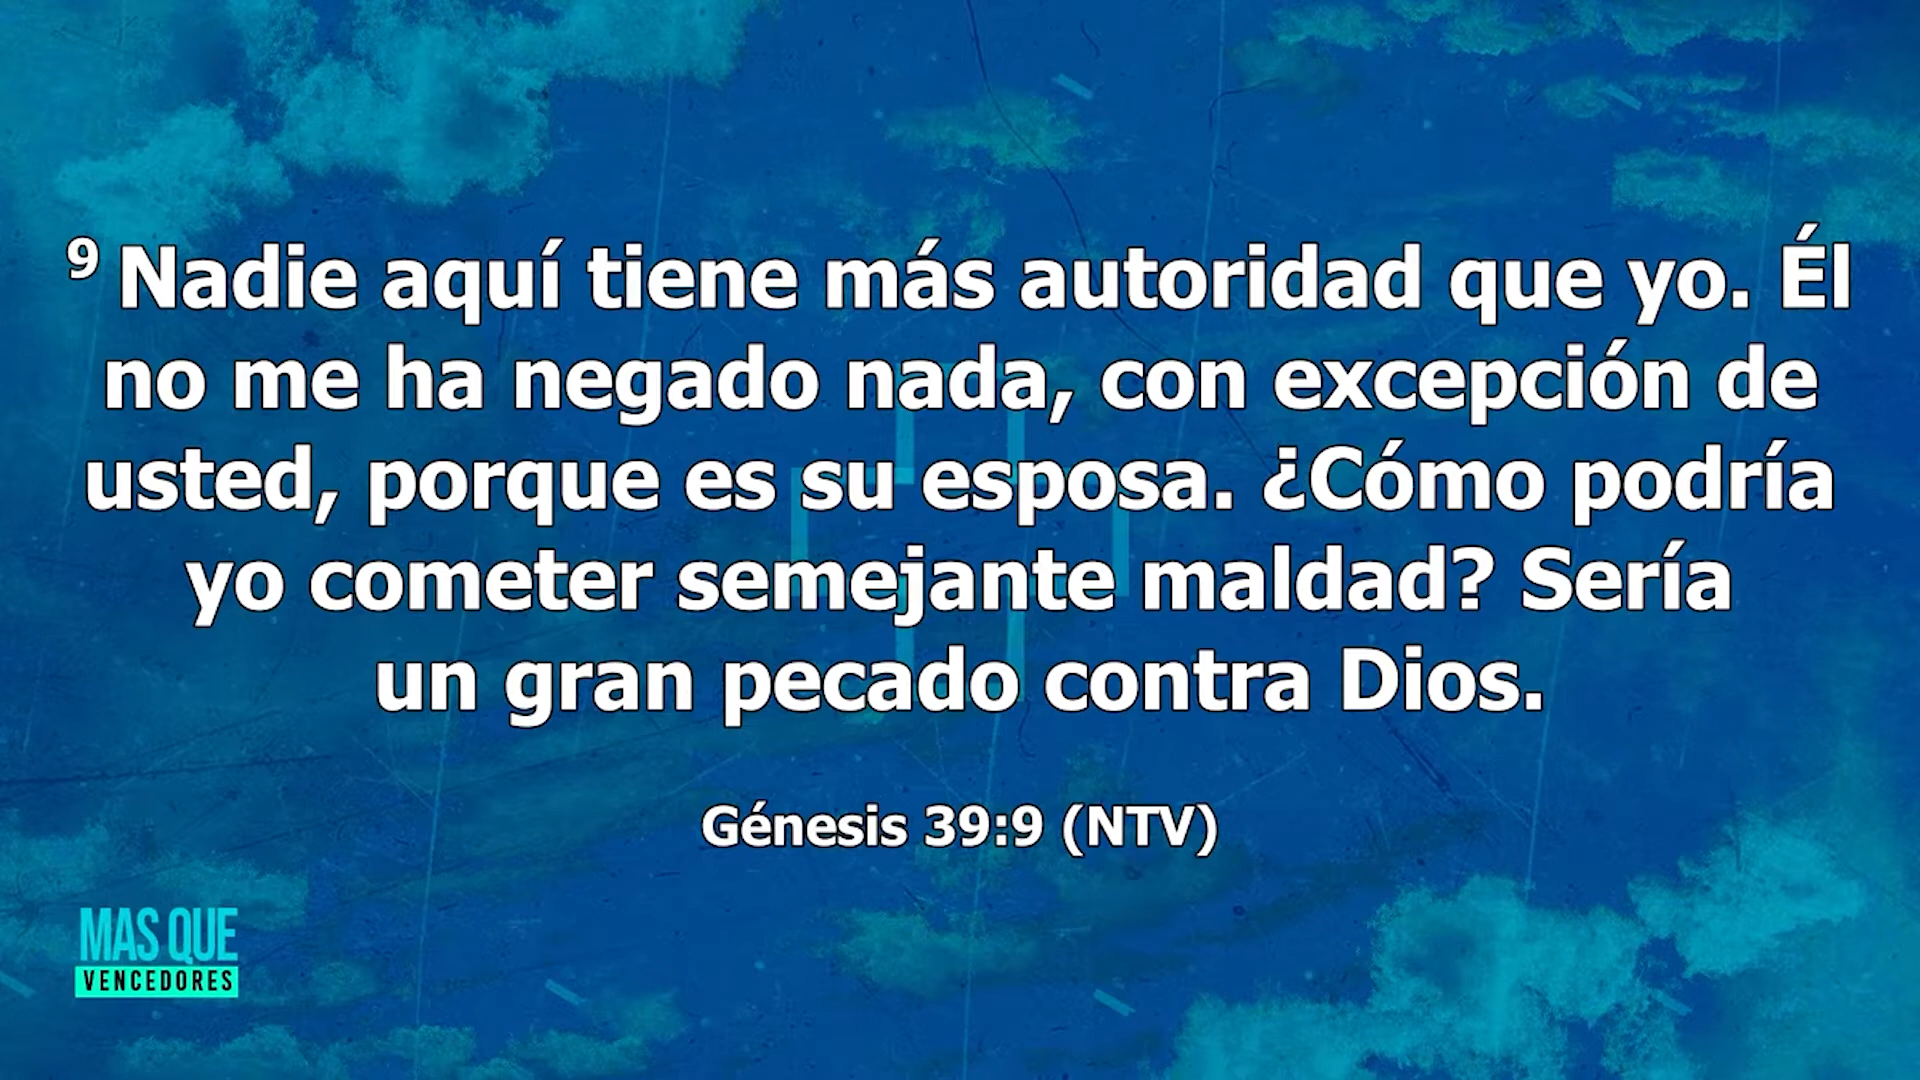 ⁹ Nadie aquí tiene más autoridad que yo. Él
no me ha negado nada, con excepción de
usted, porque es su esposa. ¿Cómo podría
yo cometer semejante maldad? Sería
un gran pecado contra Dios.
Génesis 39:9 (NTV)
MAS QUE
VENCEDORES